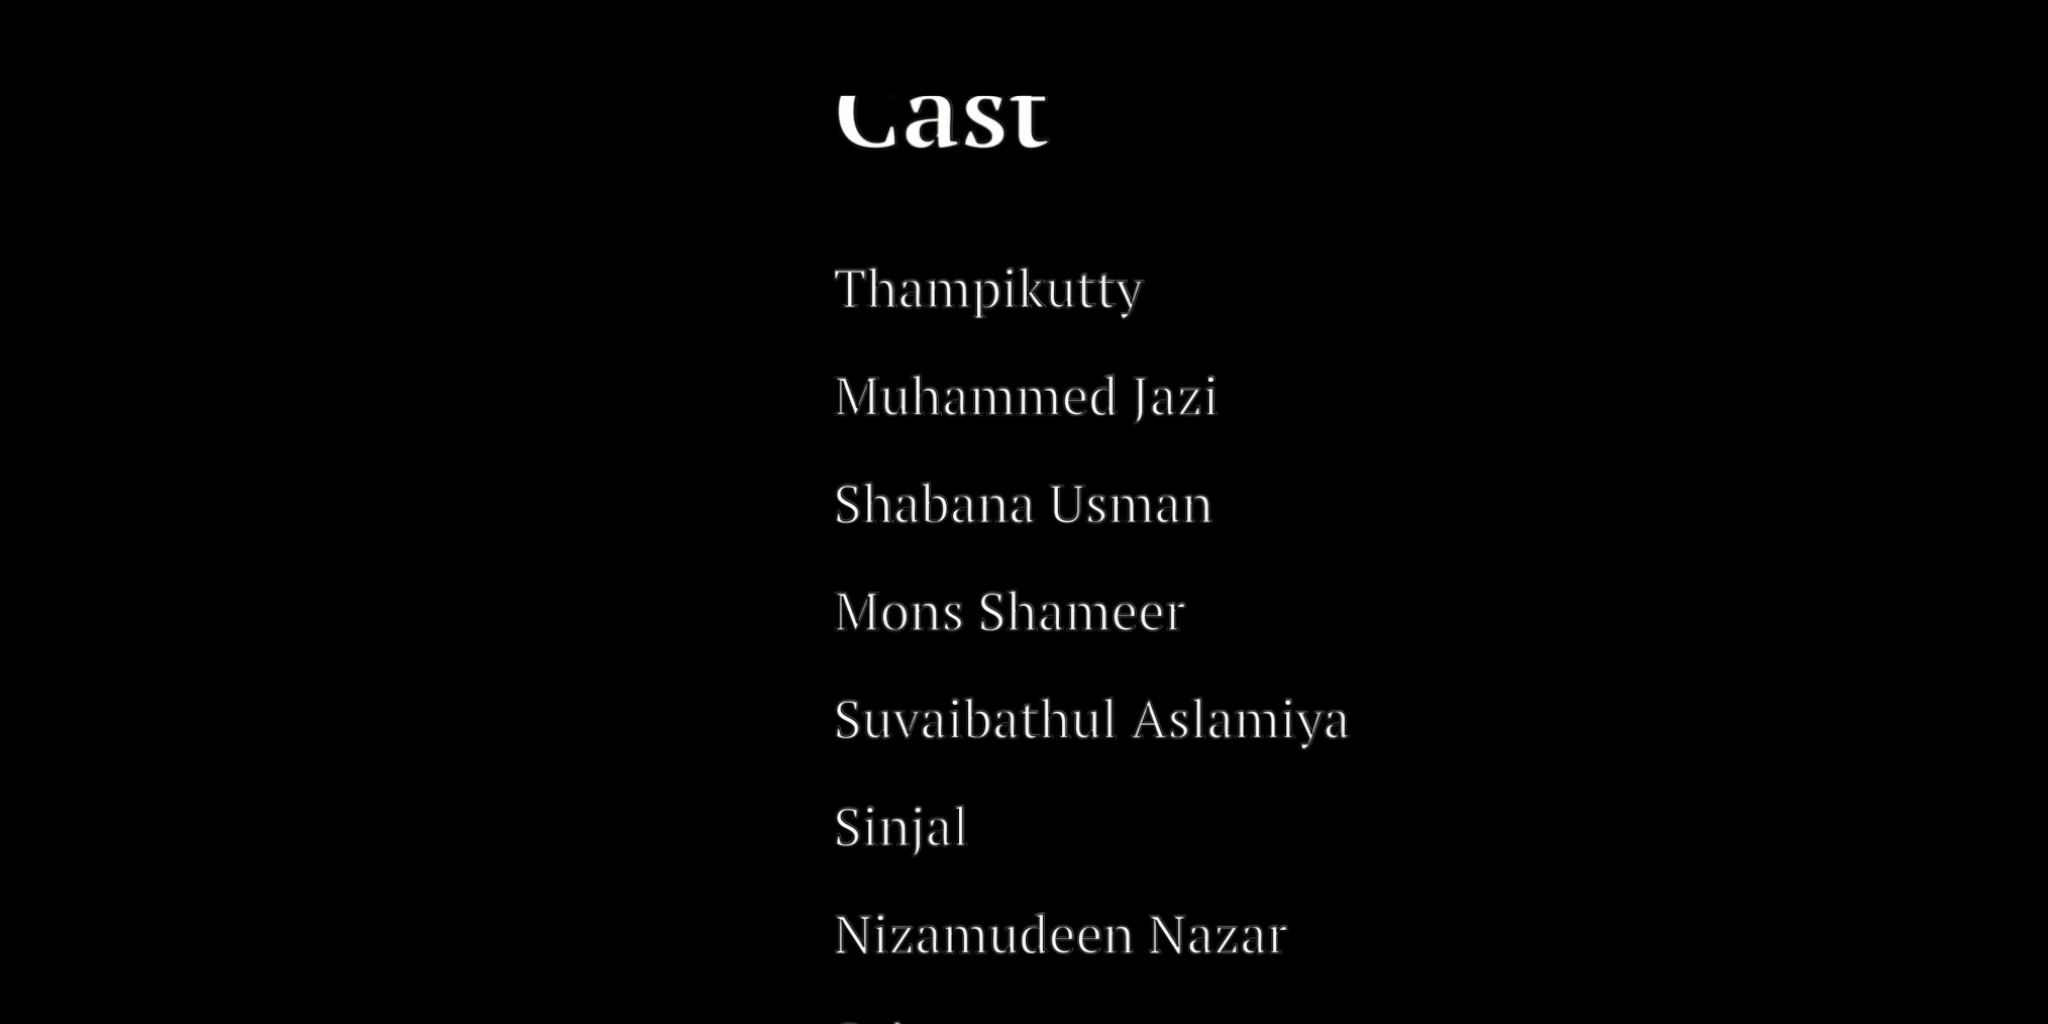 Cast
Thampikutty
Muhammed Jazi
Shabana Usman
Mons Shameer
Suvaibathul Aslamiya
Sinjal
Nizamudeen Nazar